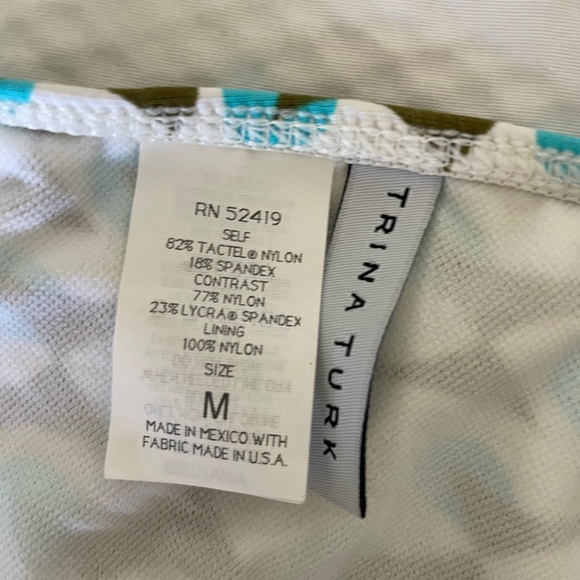 RN 52419
SELF
82% TACTEL® NYLON
18% SPANDEX
CONTRAST
77% NYLON
23% LYCRA® SPANDEX
LINING
100% NYLON
SIZE
M
MADE IN MEXICO WITH
FABRIC MADE IN U.S.A.
TRINA TURK